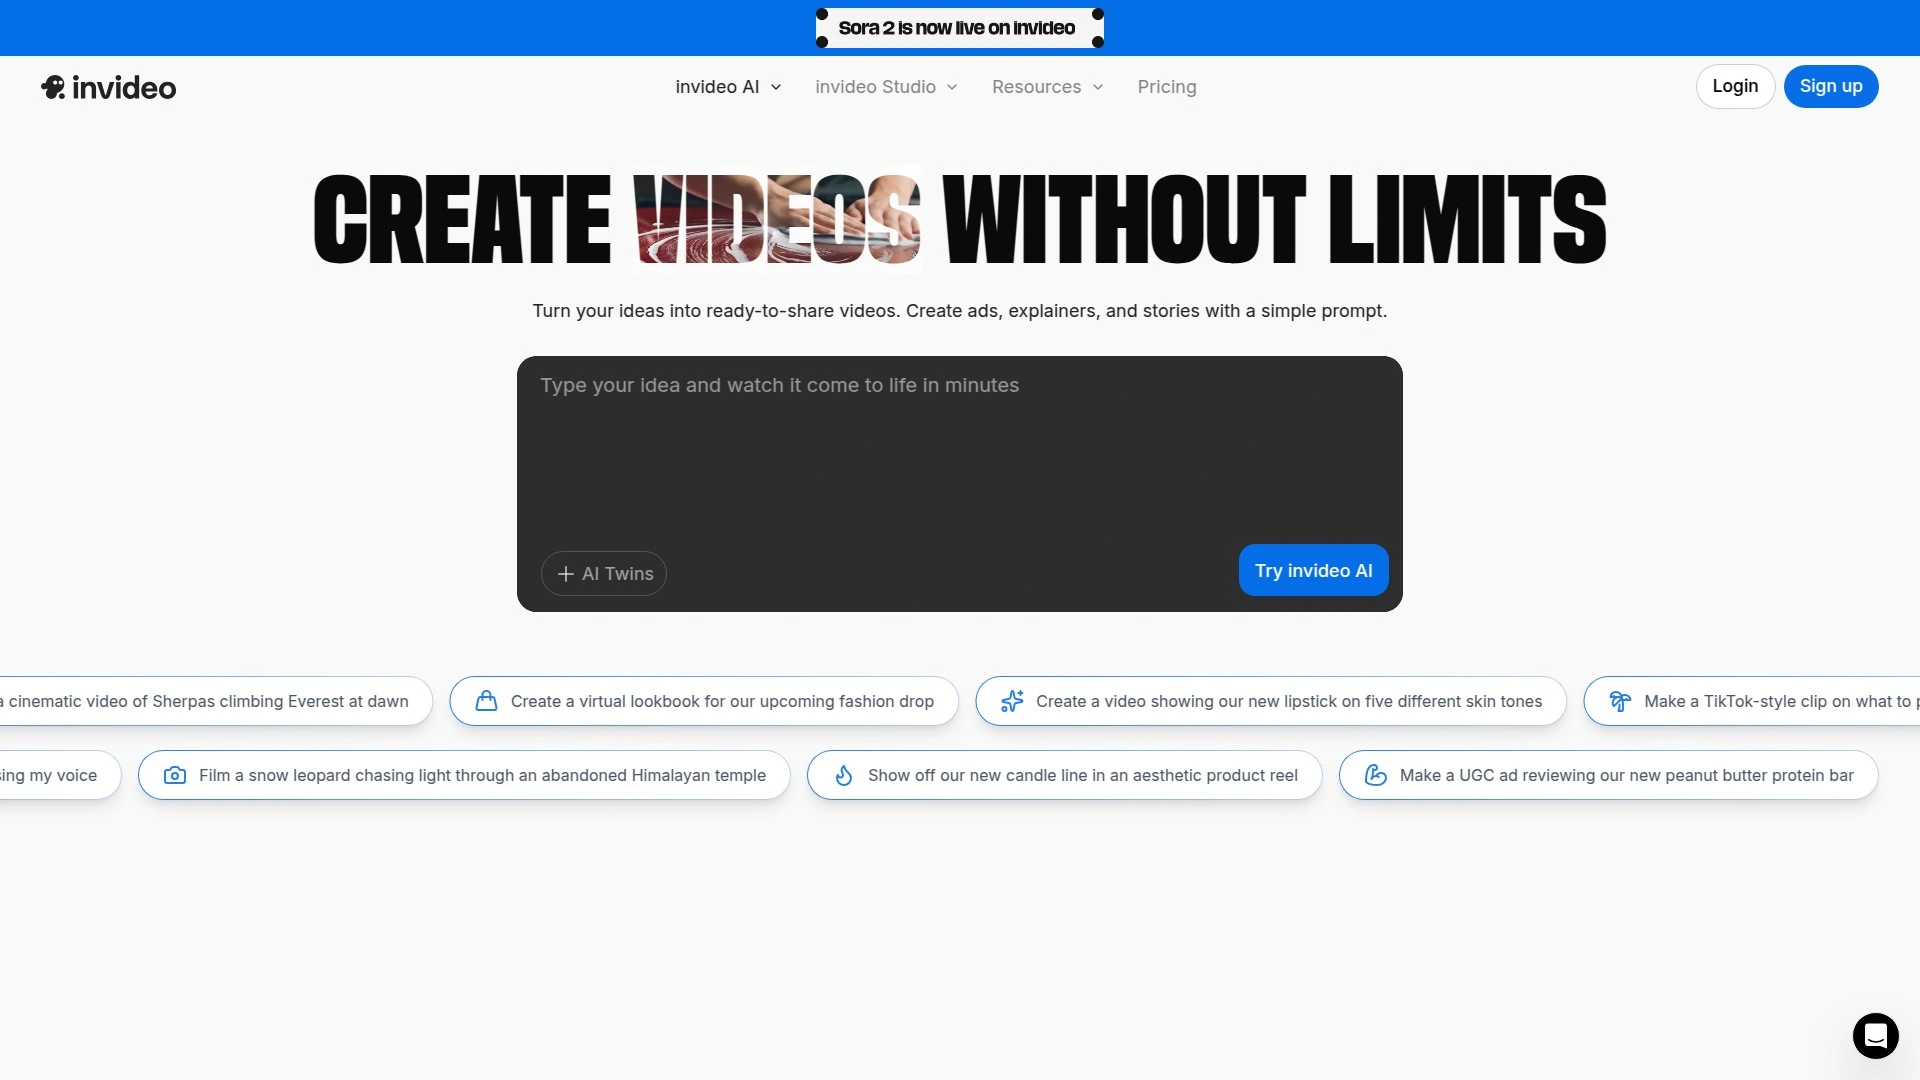 Sora 2 is now live on invideo
invideo
invideo AI
invideo Studio
Resources
Pricing
Login
Sign up
CREATE VIDEOS WITHOUT LIMITS
Turn your ideas into ready-to-share videos. Create ads, explainers, and stories with a simple prompt.
Type your idea and watch it come to life in minutes
AI Twins
Try invideo AI
a cinematic video of Sherpas climbing Everest at dawn
Create a virtual lookbook for our upcoming fashion drop
Create a video showing our new lipstick on five different skin tones
Make a TikTok-style clip on what to
my voice
Film a snow leopard chasing light through an abandoned Himalayan temple
Show off our new candle line in an aesthetic product reel
Make a UGC ad reviewing our new peanut butter protein bar